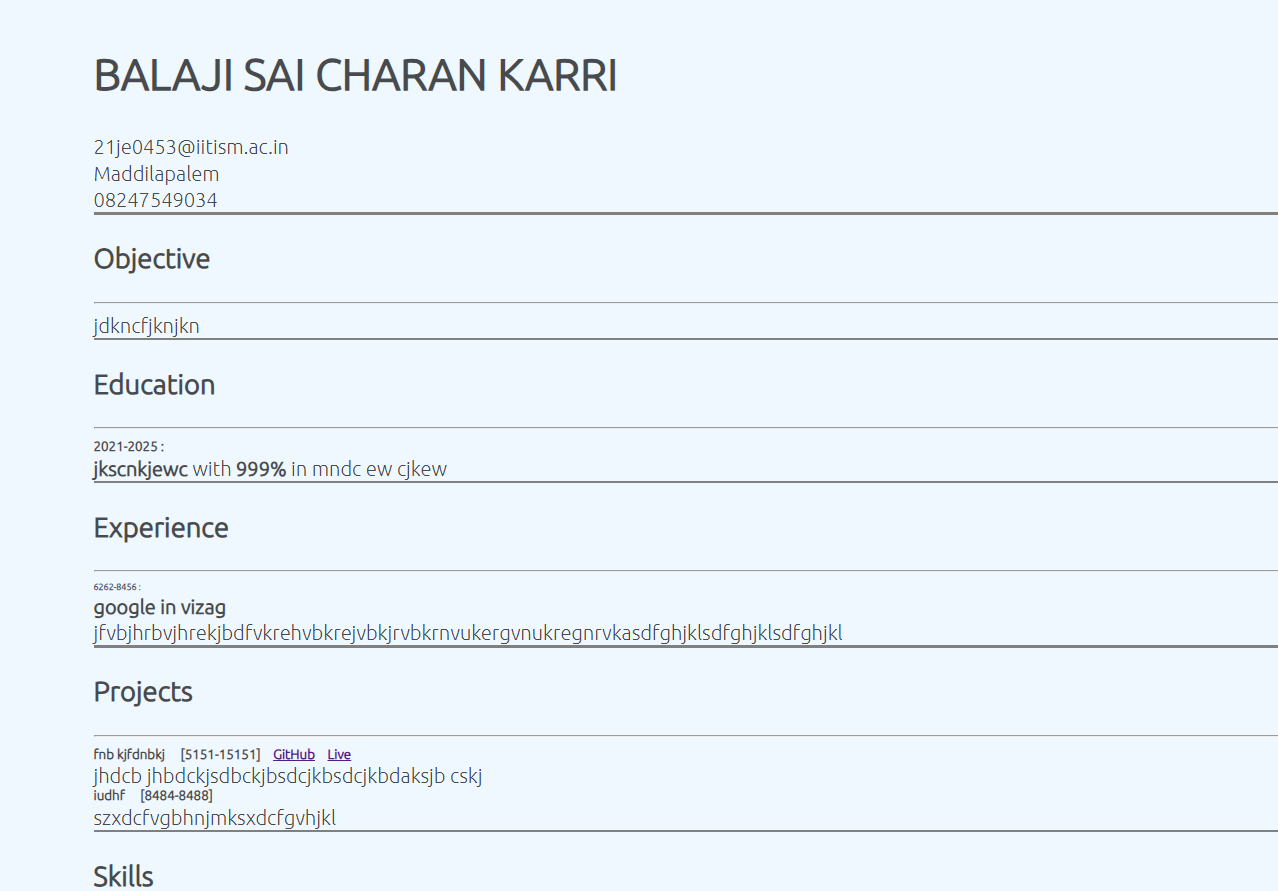 BALAJI SAI CHARAN KARRI
21je0453@iitism.ac.in
Maddilapalem
08247549034
Objective
jdkncfjknjkn
Education
2021-2025 :
jkscnkjewc with 999% in mndc ew cjkew
Experience
6262-8456 :
google in vizag
jfvbjhrbvjhrekjbdfvkrehvbkrejvbkjrvbkrnvukergvnukregnrvkasdfghjklsdfghjklsdfghjkl
Projects
fnb kjfdnbkj [5151-15151] GitHub Live
jhdcb jhbdckjsdbckjbsdcjkbsdcjkbdaksjb cskj
iudhf [8484-8488]
szxdcfvgbhnjmksxdcfgvhjkl
Skills